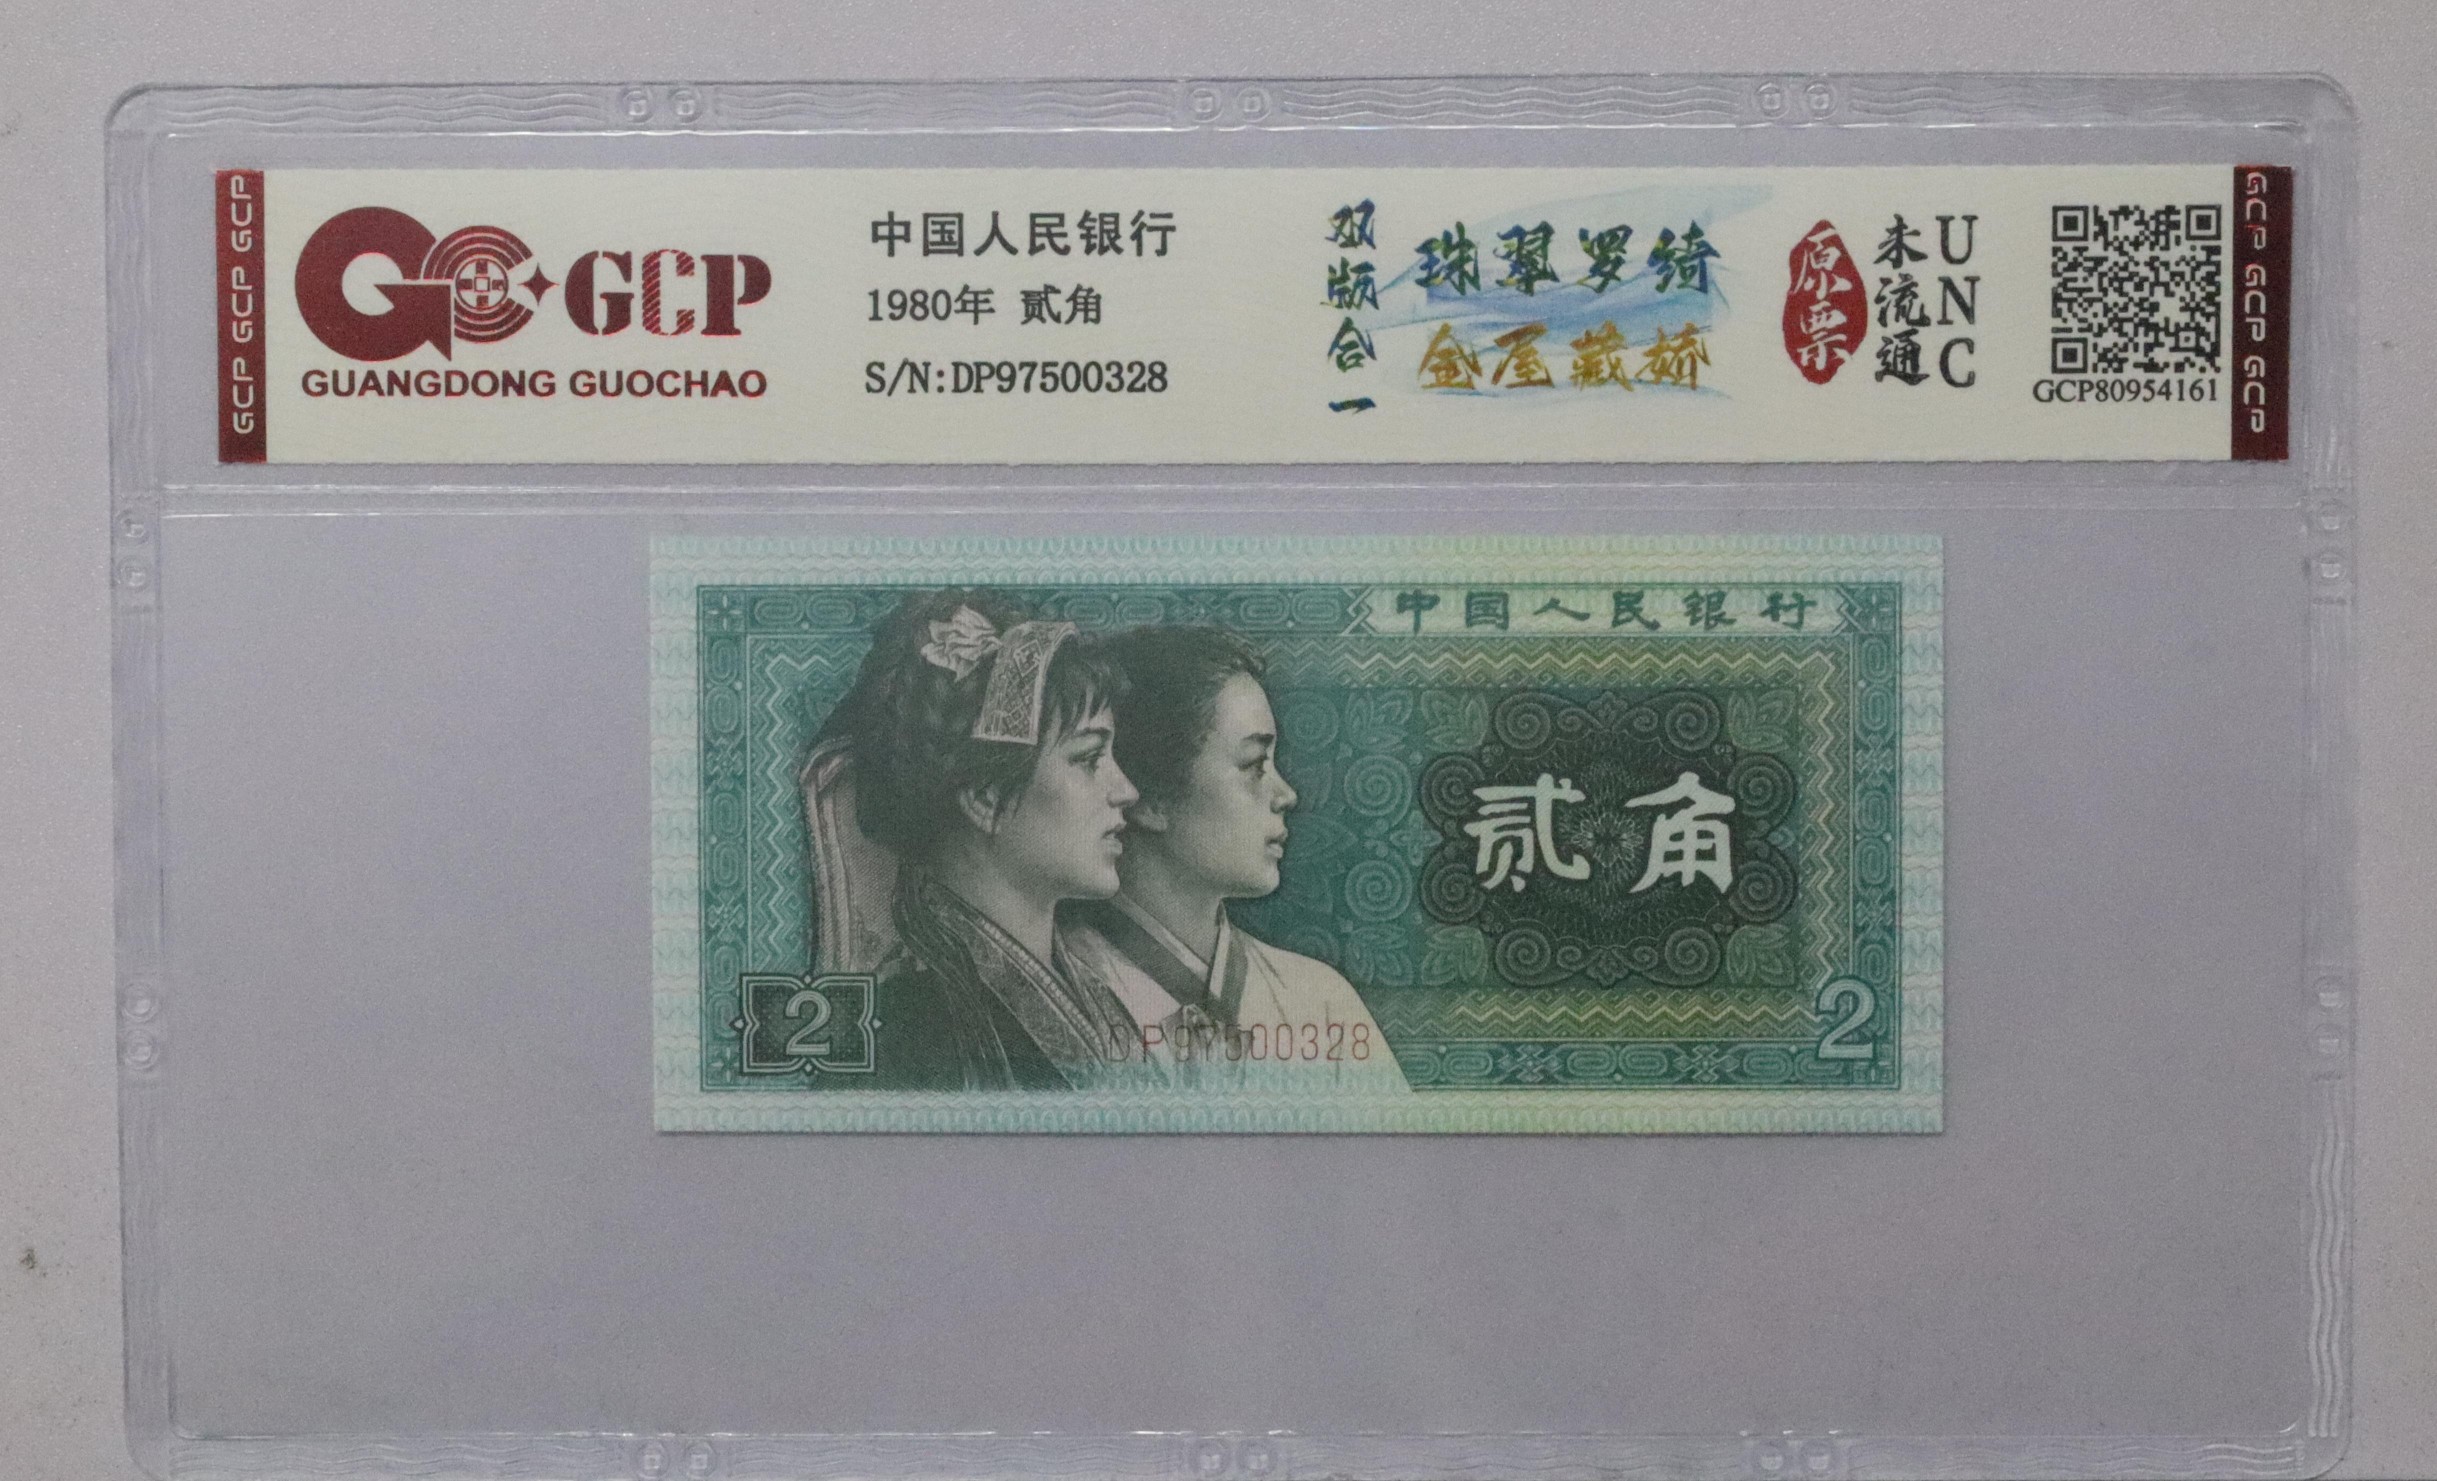 GCP GCP GCP
GCP
GUANGDONG GUOCHAO
中国人民银行
1980年 贰角
S/N:DP97500328
双版合一
珠翠罗绮
金屋藏娇
原票
未流通
UNC
GCP80954161
GCP GCP GCP
中国人民银行
贰角
2
DP97500328
2